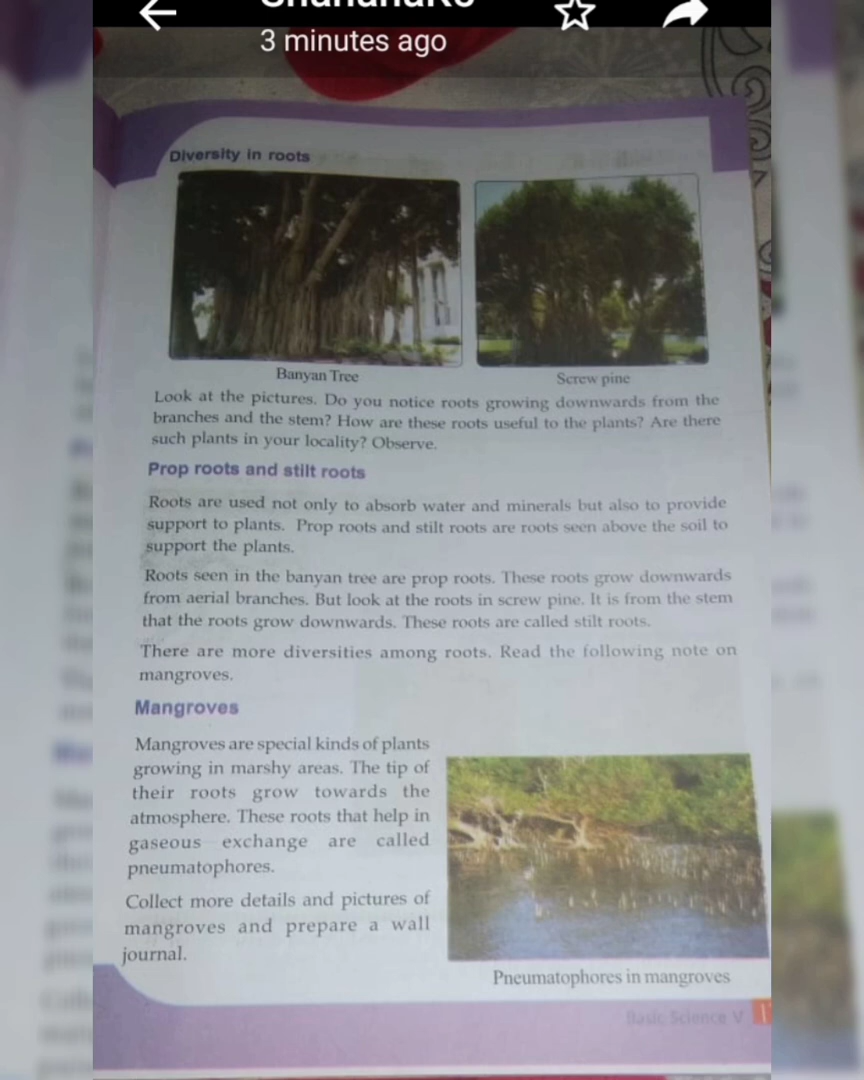 3 minutes ago
Diversity in roots
Banyan Tree
Screw pine
Look at the pictures. Do you notice roots growing downwards from the
branches and the stem? How are these roots useful to the plants? Are there
such plants in your locality? Observe.
Prop roots and stilt roots
Roots are used not only to absorb water and minerals but also to provide
support to plants. Prop roots and stilt roots are roots seen above the soil to
support the plants.
Roots seen in the banyan tree are prop roots. These roots grow downwards
from aerial branches. But look at the roots in screw pine. It is from the stem
that the roots grow downwards. These roots are called stilt roots.
There are more diversities among roots. Read the following note on
mangroves.
Mangroves
Mangroves are special kinds of plants
growing in marshy areas. The tip of
their roots grow towards the
atmosphere. These roots that help in
gaseous exchange are called
pneumatophores.
Collect more details and pictures of
mangroves and prepare a wall
journal.
Pneumatophores in mangroves
Basic Science V